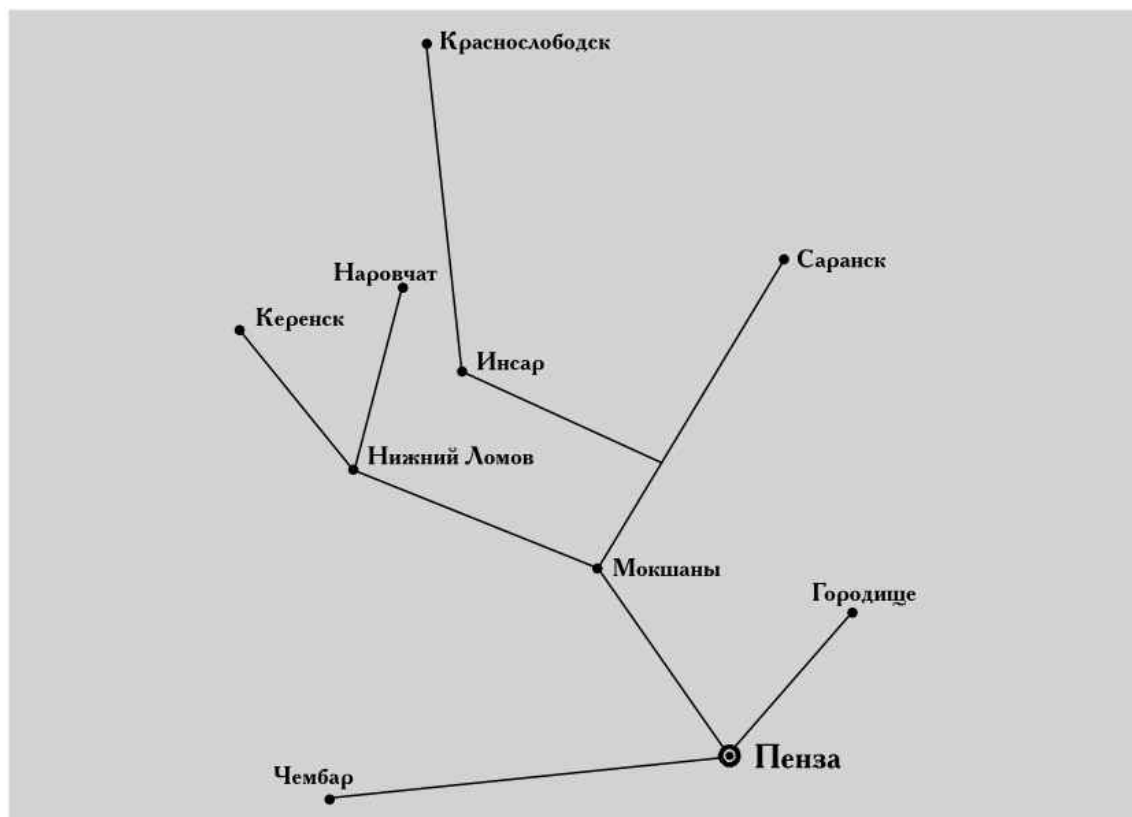 Краснослободск
Саранск
Наровчат
Керенск
Инсар
Нижний Ломов
Мокшаны
Городище
Пенза
Чембар